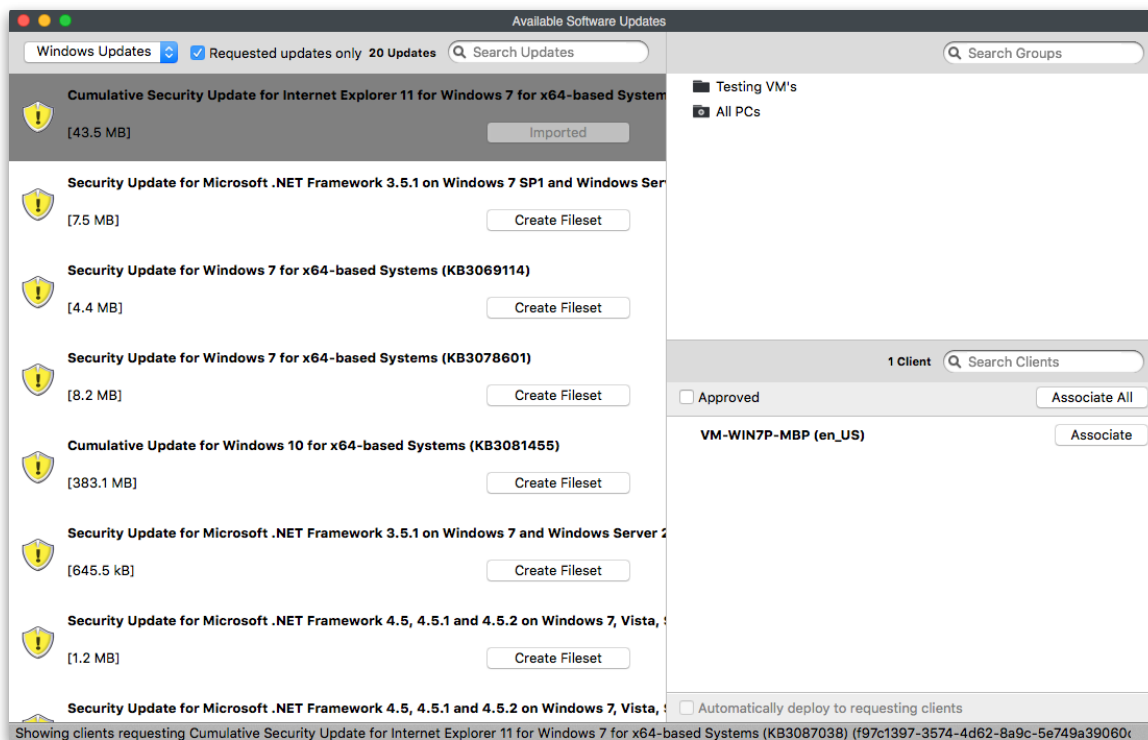 Available Software Updates
Windows Updates Requested updates only 20 Updates Search Updates
Cumulative Security Update for Internet Explorer 11 for Windows 7 for x64-based System
[43.5 MB] Imported
Security Update for Microsoft .NET Framework 3.5.1 on Windows 7 SP1 and Windows Ser
[7.5 MB] Create Fileset
Security Update for Windows 7 for x64-based Systems (KB3069114)
[4.4 MB] Create Fileset
Security Update for Windows 7 for x64-based Systems (KB3078601)
[8.2 MB] Create Fileset
Cumulative Update for Windows 10 for x64-based Systems (KB3081455)
[383.1 MB] Create Fileset
Security Update for Microsoft .NET Framework 3.5.1 on Windows 7 and Windows Server 2
[645.5 kB] Create Fileset
Security Update for Microsoft .NET Framework 4.5, 4.5.1 and 4.5.2 on Windows 7, Vista,
[1.2 MB] Create Fileset
Security Update for Microsoft .NET Framework 4.5, 4.5.1 and 4.5.2 on Windows 7, Vista,
Search Groups
Testing VM's
All PCs
1 Client Search Clients
Approved Associate All
VM-WIN7P-MBP (en_US) Associate
Automatically deploy to requesting clients
Showing clients requesting Cumulative Security Update for Internet Explorer 11 for Windows 7 for x64-based Systems (KB3087038) (f97c1397-3574-4d62-8a9c-5e749a39060c